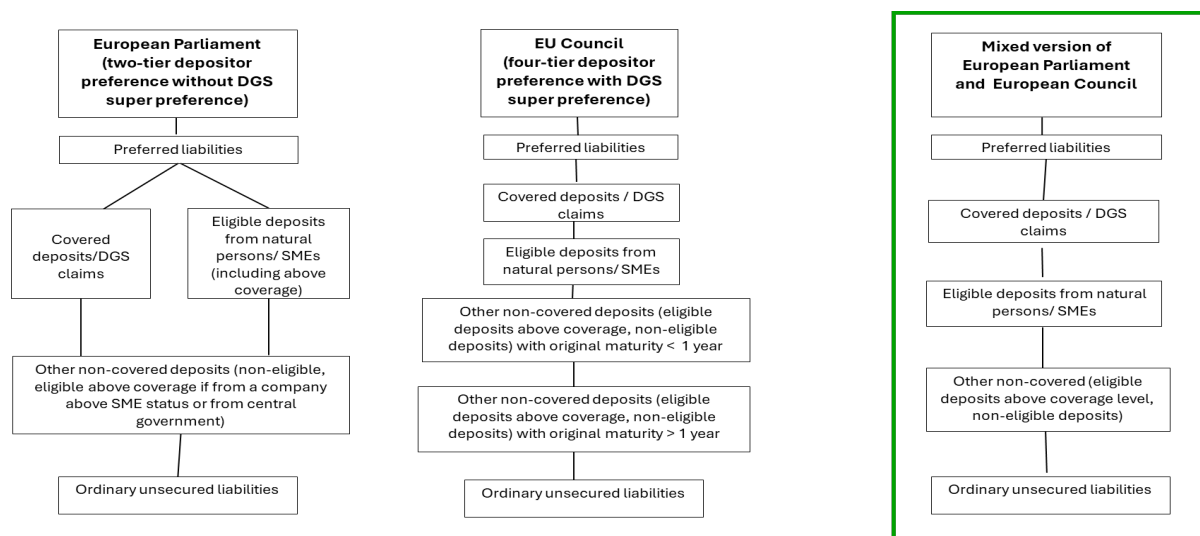 European Parliament
(two-tier depositor
preference without DGS
super preference)
Preferred liabilities
Covered
deposits/DGS
claims
Eligible deposits
from natural
persons/ SMEs
(including above
coverage)
Other non-covered deposits (non-eligible,
eligible above coverage if from a company
above SME status or from central
government)
Ordinary unsecured liabilities
EU Council
(four-tier depositor
preference with DGS
super preference)
Preferred liabilities
Covered deposits / DGS
claims
Eligible deposits from
natural persons/ SMEs
Other non-covered deposits (eligible
deposits above coverage, non-eligible
deposits) with original maturity < 1 year
Other non-covered deposits (eligible
deposits above coverage, non-eligible
deposits) with original maturity > 1 year
Ordinary unsecured liabilities
Mixed version of
European Parliament
and European Council
Preferred liabilities
Covered deposits / DGS
claims
Eligible deposits from natural
persons/ SMEs
Other non-covered (eligible
deposits above coverage level,
non-eligible deposits)
Ordinary unsecured liabilities